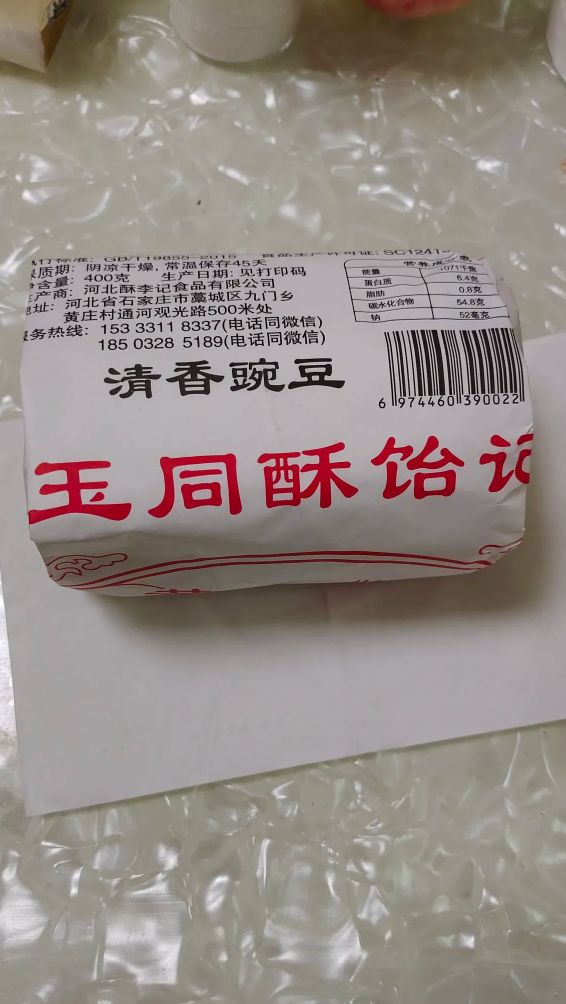 GB/T19855-2015
食品生产许可证: SC1241
质期: 阴凉干燥, 常温保存45天
净含量: 400克 生产日期: 见打印码
生产商: 河北酥李记食品有限公司
地址: 河北省石家庄市藁城区九门乡
黄庄村通河观光路500米处
服务热线: 153 3311 8337(电话同微信)
185 0328 5189(电话同微信)
营养成分表
能量 1071千焦
蛋白质 6.4克
脂肪 0.8克
碳水化合物 54.8克
钠 52毫克
清香豌豆
6 974460 390022
玉同酥饴记